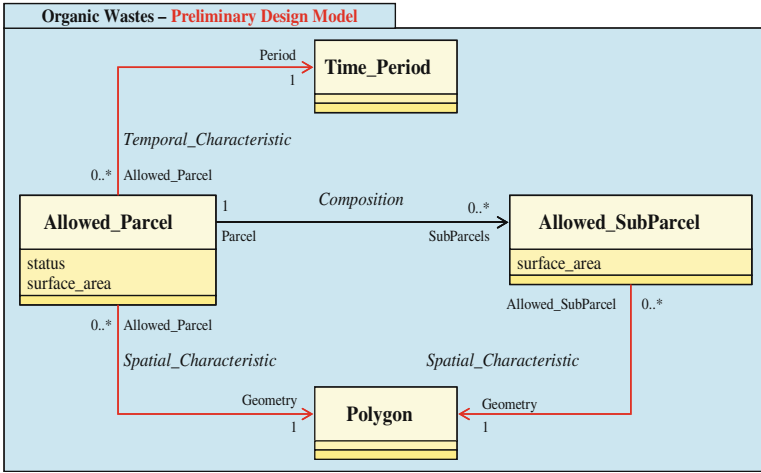 Organic Wastes – Preliminary Design Model
Period
1
Time_Period
Temporal_Characteristic
0..* Allowed_Parcel
Allowed_Parcel
status
surface_area
1
Parcel
Composition
0..*
SubParcels
Allowed_SubParcel
surface_area
0..* Allowed_Parcel
Spatial_Characteristic
Geometry
1
Allowed_SubParcel 0..*
Spatial_Characteristic
Geometry
1
Polygon